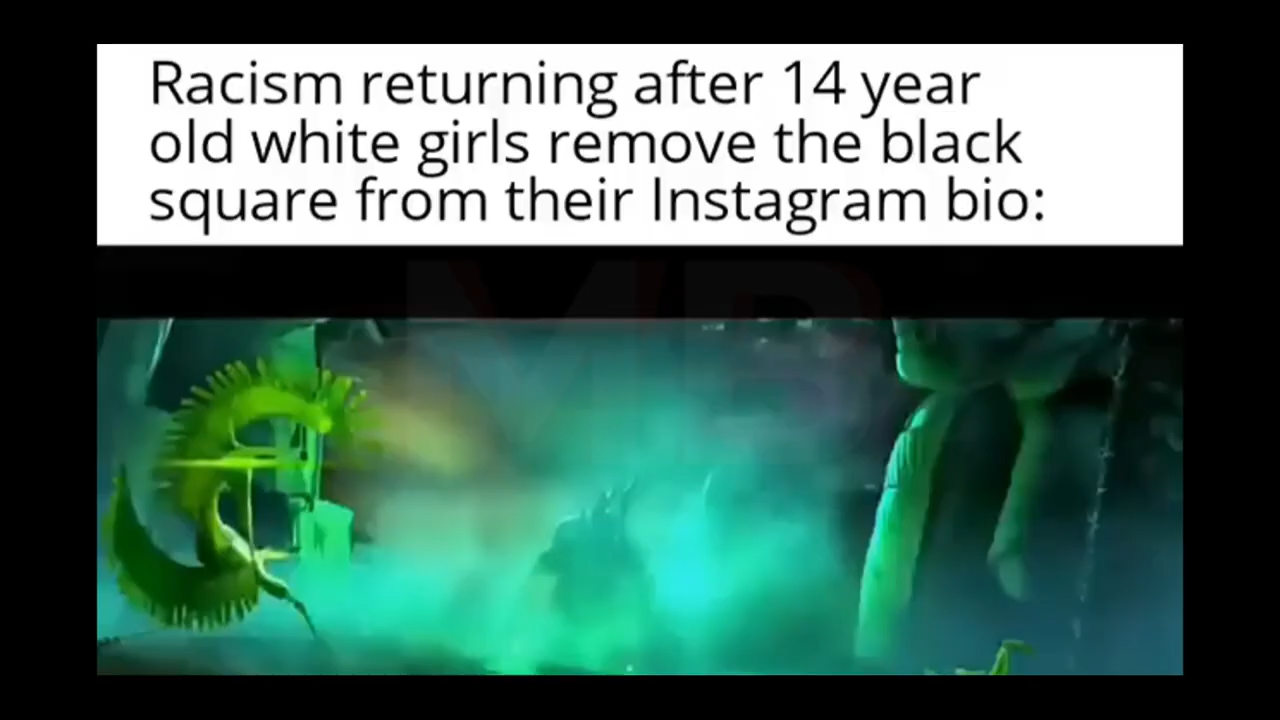 Racism returning after 14 year
old white girls remove the black
square from their Instagram bio: